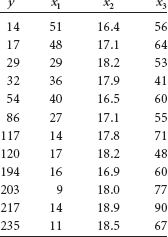 y x₁ x₂ x₃
14 51 16.4 56
17 48 17.1 64
29 29 18.2 53
32 36 17.9 41
54 40 16.5 60
86 27 17.1 55
117 14 17.8 71
120 17 18.2 48
194 16 16.9 60
203 9 18.0 77
217 14 18.9 90
235 11 18.5 67